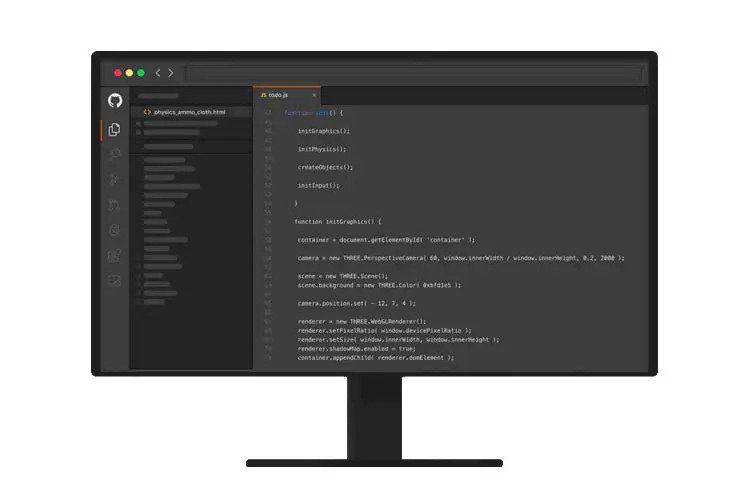 JS todo.js ×
<> physics_ammo_cloth.html
function init() {
initGraphics();
initPhysics();
createObjects();
initInput();
}
function initGraphics() {
container = document.getElementById( 'container' );
camera = new THREE.PerspectiveCamera( 60, window.innerWidth / window.innerHeight, 0.2, 2000 );
scene = new THREE.Scene();
scene.background = new THREE.Color( 0xbfd1e5 );
camera.position.set( - 12, 7, 4 );
renderer = new THREE.WebGLRenderer();
renderer.setPixelRatio( window.devicePixelRatio );
renderer.setSize( window.innerWidth, window.innerHeight );
renderer.shadowMap.enabled = true;
container.appendChild( renderer.domElement );